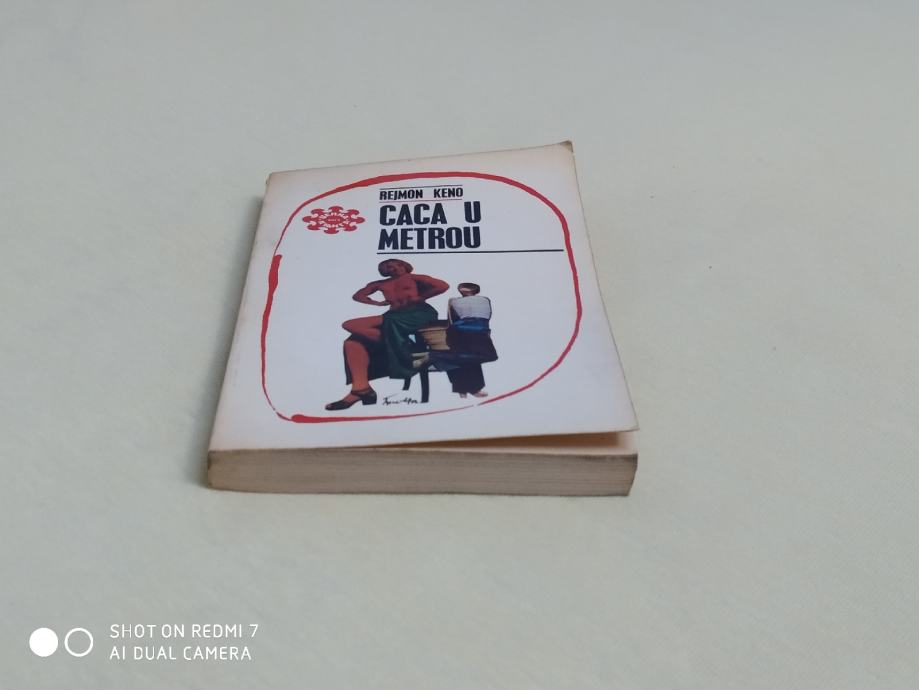 REJMON KENO
CACA U
METROU
SHOT ON REDMI 7
AI DUAL CAMERA